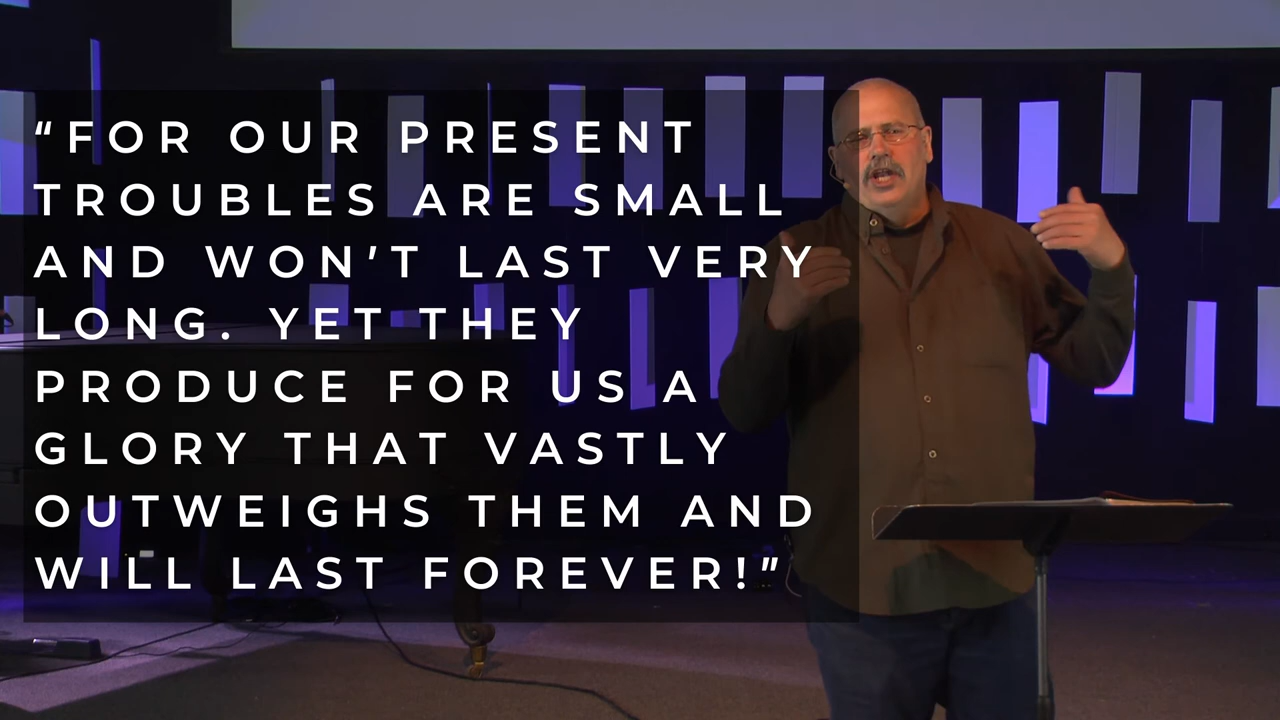 “FOR OUR PRESENT
TROUBLES ARE SMALL
AND WON’T LAST VERY
LONG. YET THEY
PRODUCE FOR US A
GLORY THAT VASTLY
OUTWEIGHS THEM AND
WILL LAST FOREVER!”